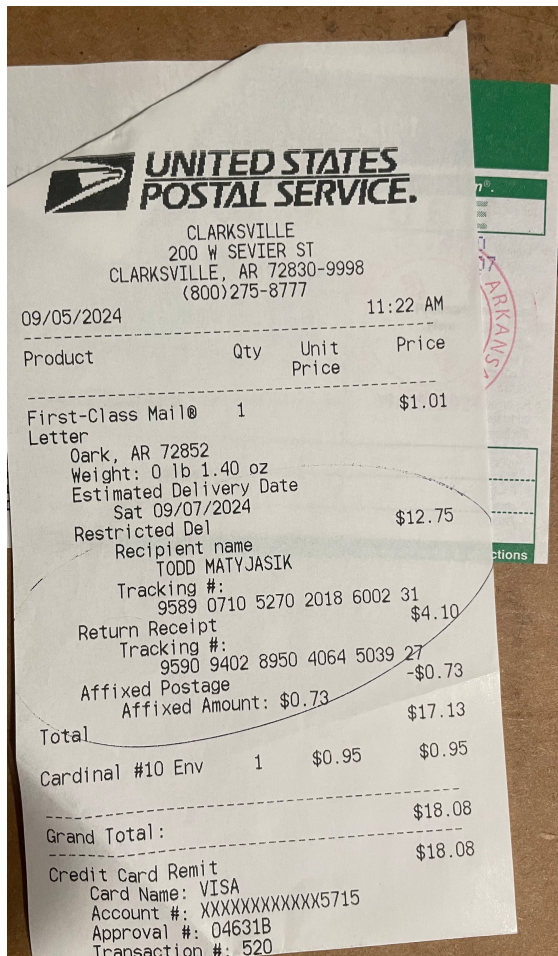 UNITED STATES
POSTAL SERVICE.
CLARKSVILLE
200 W SEVIER ST
CLARKSVILLE, AR 72830-9998
(800)275-8777
09/05/2024 11:22 AM
Product Qty Unit Price
Price
First-Class Mail® 1 $1.01
Letter
Oark, AR 72852
Weight: 0 lb 1.40 oz
Estimated Delivery Date
Sat 09/07/2024
Restricted Del $12.75
Recipient name
TODD MATYJASIK
Tracking #:
9589 0710 5270 2018 6002 31
Return Receipt $4.10
Tracking #:
9590 9402 8950 4064 5039 27
Affixed Postage -$0.73
Affixed Amount: $0.73
Total $17.13
Cardinal #10 Env 1 $0.95 $0.95
Grand Total: $18.08
Credit Card Remit $18.08
Card Name: VISA
Account #: XXXXXXXXXXXX5715
Approval #: 04631B
Transaction #: 520
ARKANS
ctions